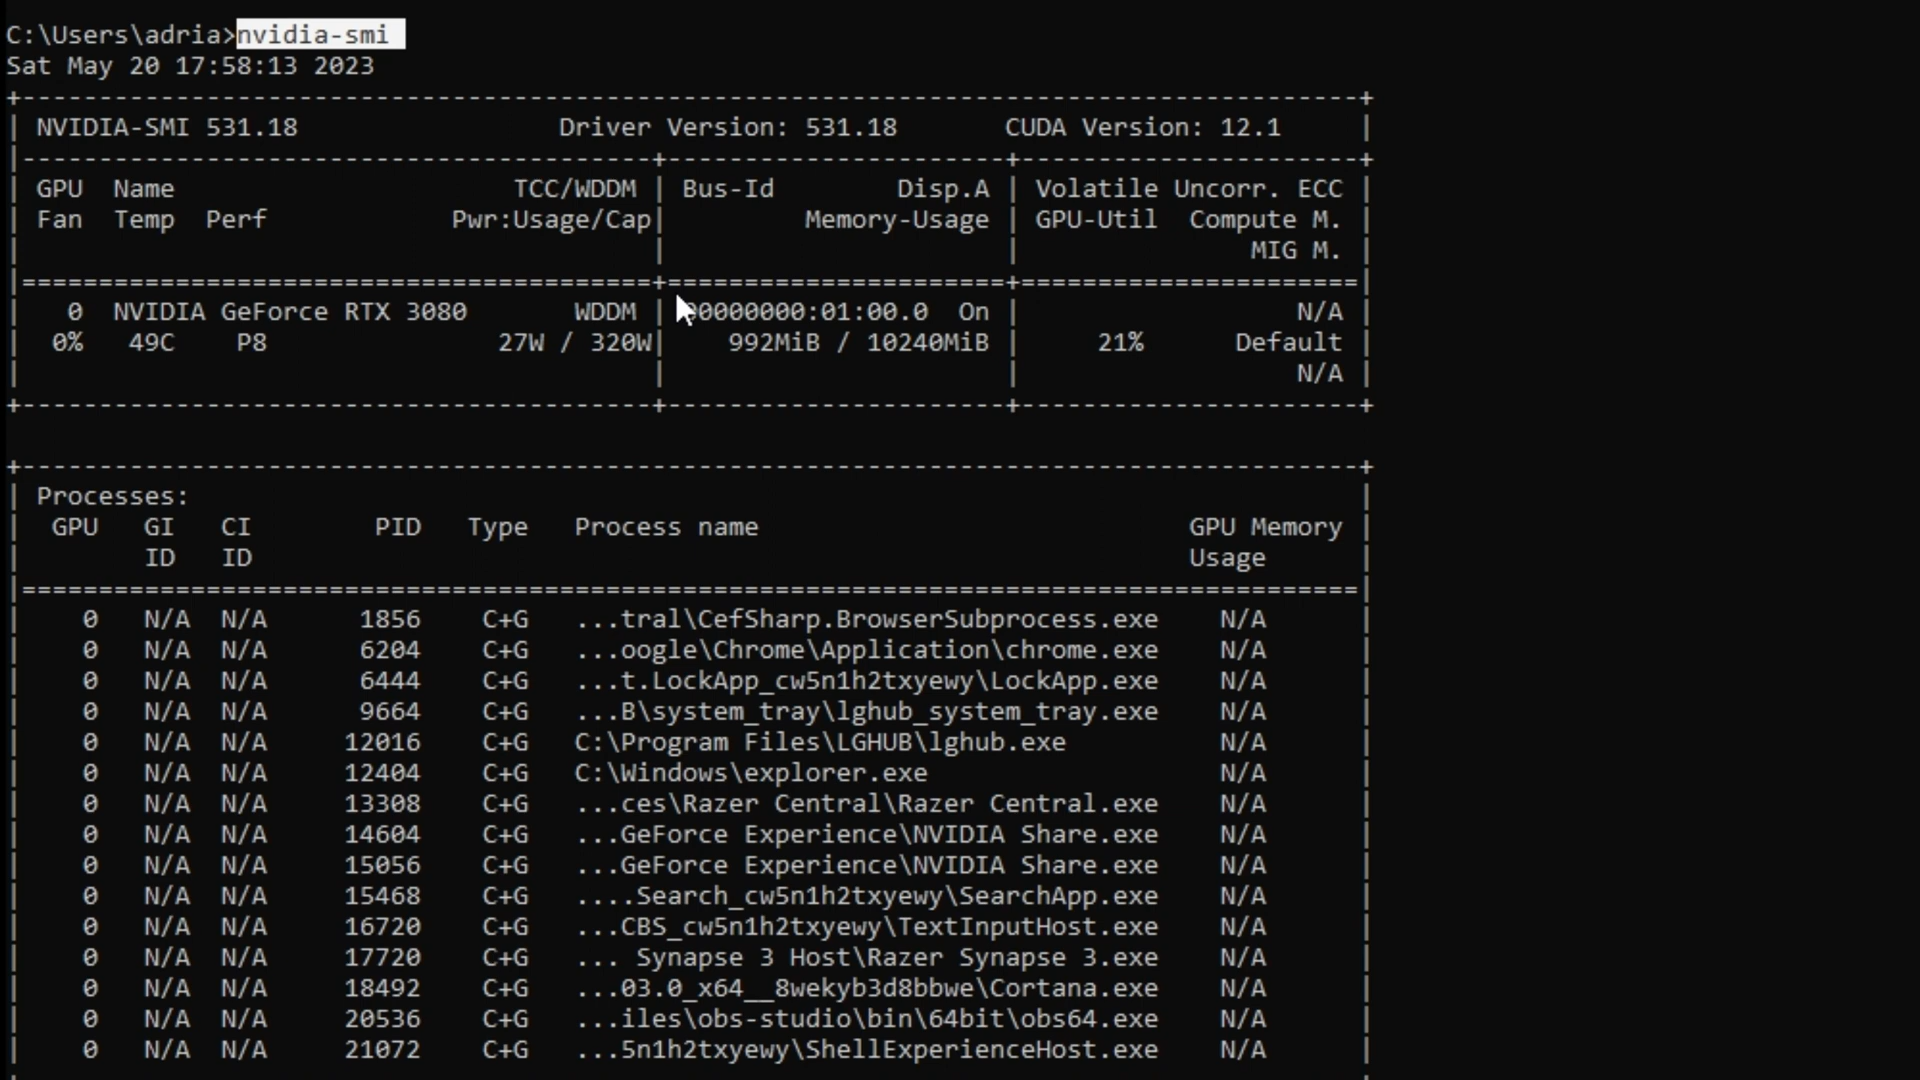 C:\Users\adria>nvidia-smi
Sat May 20 17:58:13 2023
+---------------------------------------------------------------------------------------+
| NVIDIA-SMI 531.18                 Driver Version: 531.18       CUDA Version: 12.1     |
|-----------------------------------------+----------------------+----------------------+
| GPU  Name                      TCC/WDDM | Bus-Id        Disp.A | Volatile Uncorr. ECC |
| Fan  Temp  Perf            Pwr:Usage/Cap|         Memory-Usage | GPU-Util  Compute M. |
|                                         |                      |               MIG M. |
|=========================================+======================+======================|
|   0  NVIDIA GeForce RTX 3080       WDDM | 00000000:01:00.0  On |                  N/A |
|  0%   49C    P8               27W / 320W|    992MiB / 10240MiB |     21%      Default |
|                                         |                      |                  N/A |
+-----------------------------------------+----------------------+----------------------+
+---------------------------------------------------------------------------------------+
| Processes:                                                                            |
|  GPU   GI   CI        PID   Type   Process name                            GPU Memory |
|        ID   ID                                                             Usage      |
|=======================================================================================|
|    0   N/A  N/A      1856    C+G   ...tral\CefSharp.BrowserSubprocess.exe    N/A      |
|    0   N/A  N/A      6204    C+G   ...oogle\Chrome\Application\chrome.exe    N/A      |
|    0   N/A  N/A      6444    C+G   ...t.LockApp_cw5n1h2txyewy\LockApp.exe    N/A      |
|    0   N/A  N/A      9664    C+G   ...B\system_tray\lghub_system_tray.exe    N/A      |
|    0   N/A  N/A     12016    C+G   C:\Program Files\LGHUB\lghub.exe          N/A      |
|    0   N/A  N/A     12404    C+G   C:\Windows\explorer.exe                   N/A      |
|    0   N/A  N/A     13308    C+G   ...ces\Razer Central\Razer Central.exe    N/A      |
|    0   N/A  N/A     14604    C+G   ...GeForce Experience\NVIDIA Share.exe    N/A      |
|    0   N/A  N/A     15056    C+G   ...GeForce Experience\NVIDIA Share.exe    N/A      |
|    0   N/A  N/A     15468    C+G   ....Search_cw5n1h2txyewy\SearchApp.exe    N/A      |
|    0   N/A  N/A     16720    C+G   ...CBS_cw5n1h2txyewy\TextInputHost.exe    N/A      |
|    0   N/A  N/A     17720    C+G   ... Synapse 3 Host\Razer Synapse 3.exe    N/A      |
|    0   N/A  N/A     18492    C+G   ...03.0_x64__8wekyb3d8bbwe\Cortana.exe    N/A      |
|    0   N/A  N/A     20536    C+G   ...iles\obs-studio\bin\64bit\obs64.exe    N/A      |
|    0   N/A  N/A     21072    C+G   ...5n1h2txyewy\ShellExperienceHost.exe    N/A      |